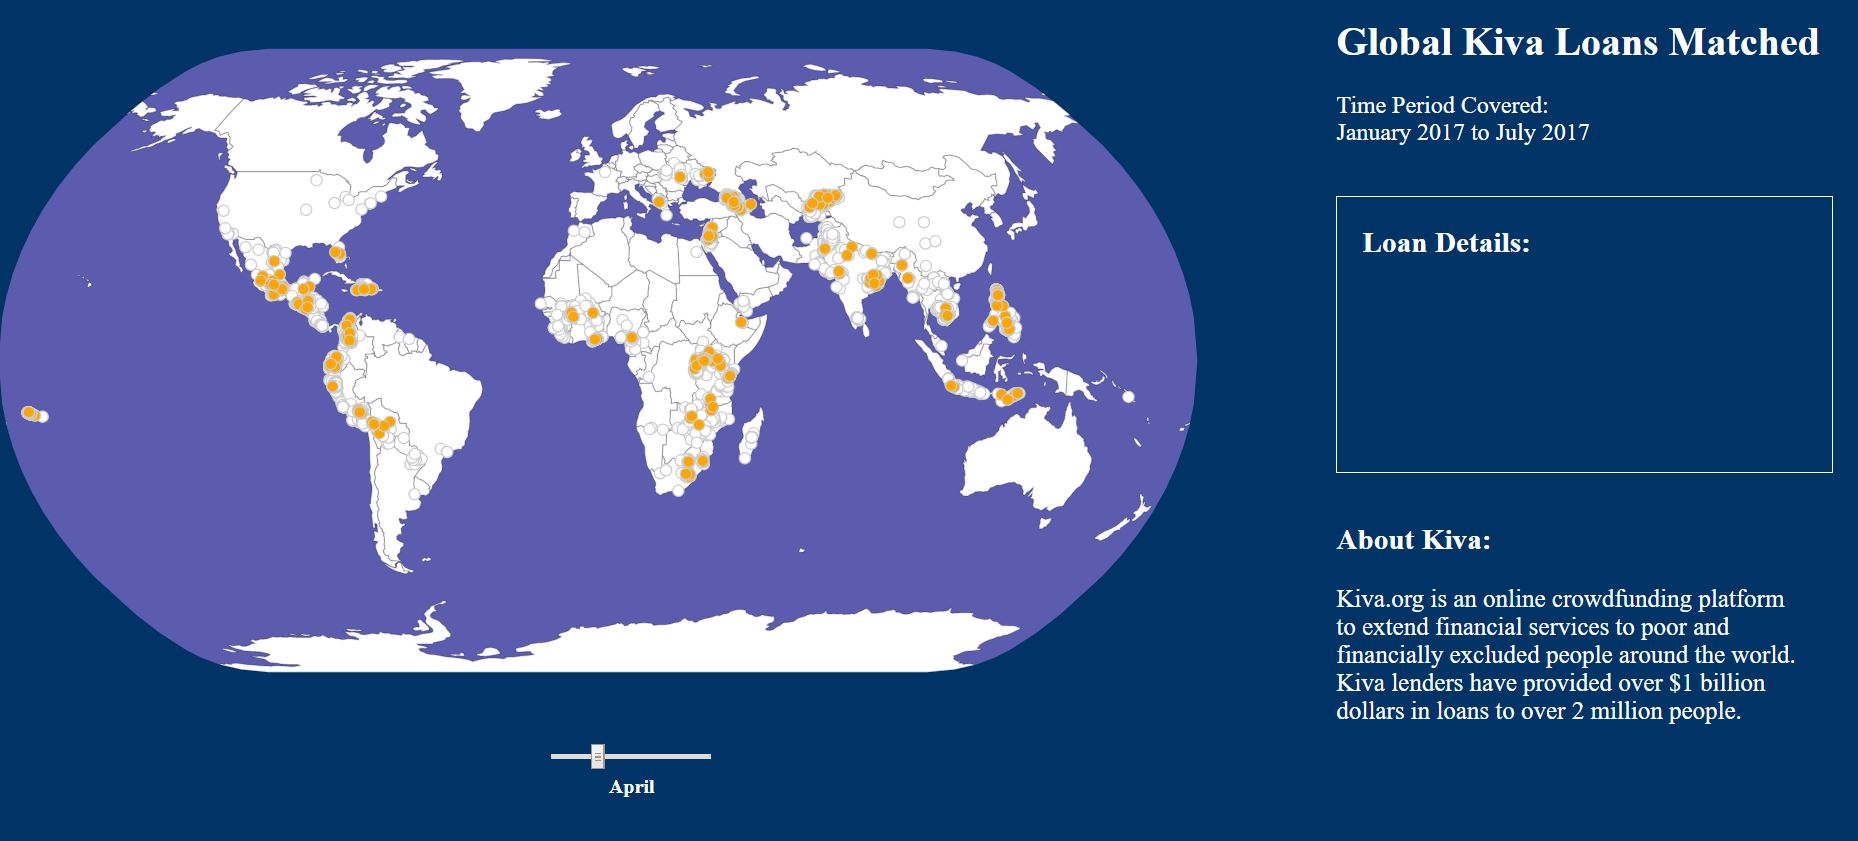 Global Kiva Loans Matched
Time Period Covered:
January 2017 to July 2017
Loan Details:
About Kiva:
Kiva.org is an online crowdfunding platform
to extend financial services to poor and
financially excluded people around the world.
Kiva lenders have provided over $1 billion
dollars in loans to over 2 million people.
April